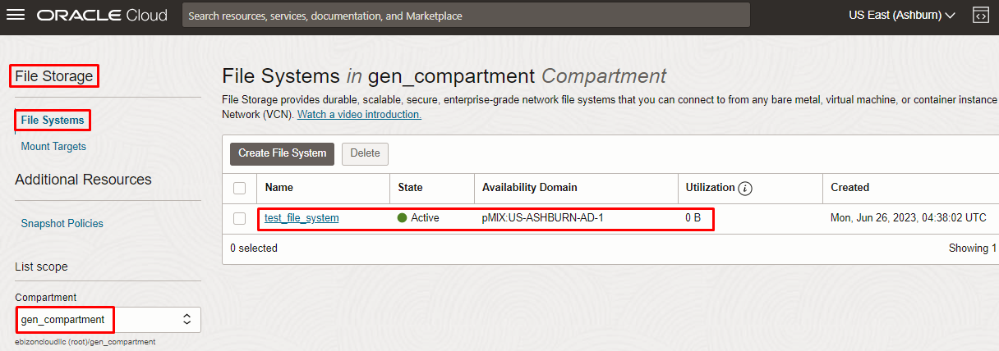 ORACLE Cloud
Search resources, services, documentation, and Marketplace
US East (Ashburn)
File Storage
File Systems
Mount Targets
Additional Resources
Snapshot Policies
List scope
Compartment
gen_compartment
ebizoncloudllc (root)/gen_compartment
File Systems in gen_compartment Compartment
File Storage provides durable, scalable, secure, enterprise-grade network file systems that you can connect to from any bare metal, virtual machine, or container instance
Network (VCN). Watch a video introduction.
Create File System Delete
Name State Availability Domain Utilization i Created
test_file_system Active pMIX:US-ASHBURN-AD-1 0 B Mon, Jun 26, 2023, 04:38:02 UTC
0 selected Showing 1